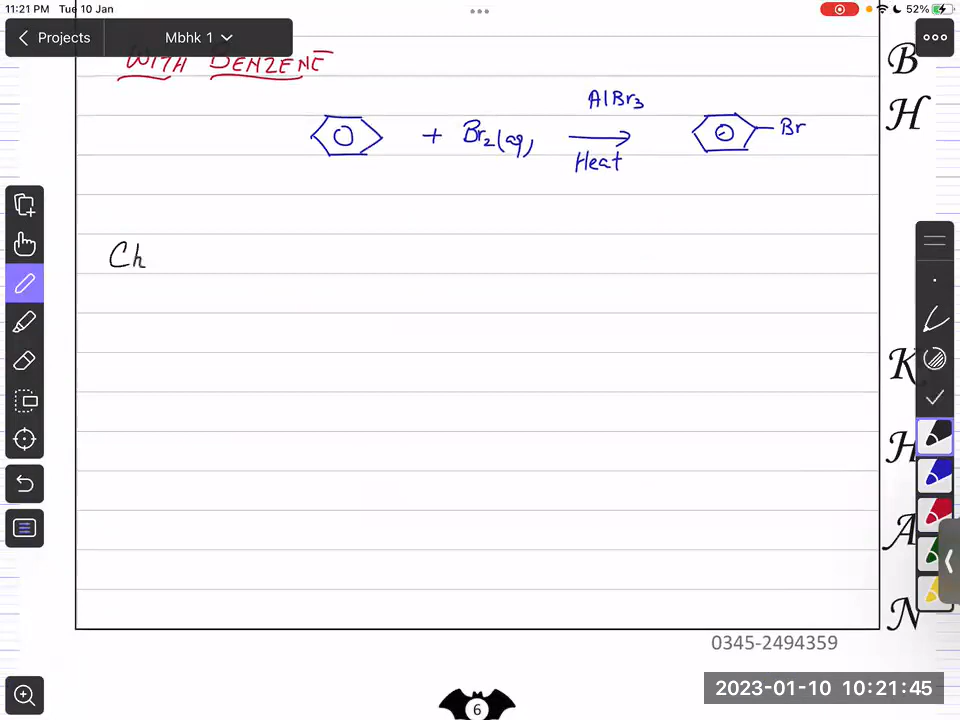 11:21 PM Tue 10 Jan
52%
Projects
Mbhk 1
WITH BENZENE
B
H
AlBr3
+ Br2(aq)
Br
Heat
Ch
K
H
A
N
0345-2494359
2023-01-10 10:21:45
6